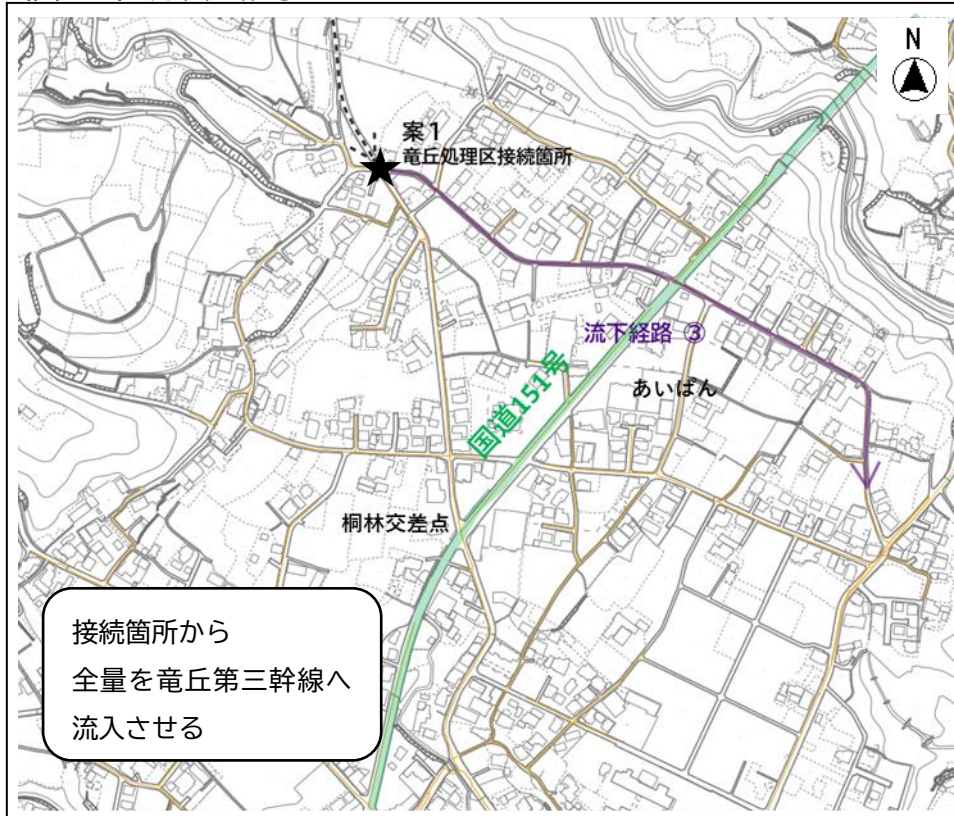 N
案1
竜丘処理区接続箇所
流下経路 ③
国道151号
あいぱん
桐林交差点
接続箇所から
全量を竜丘第三幹線へ
流入させる